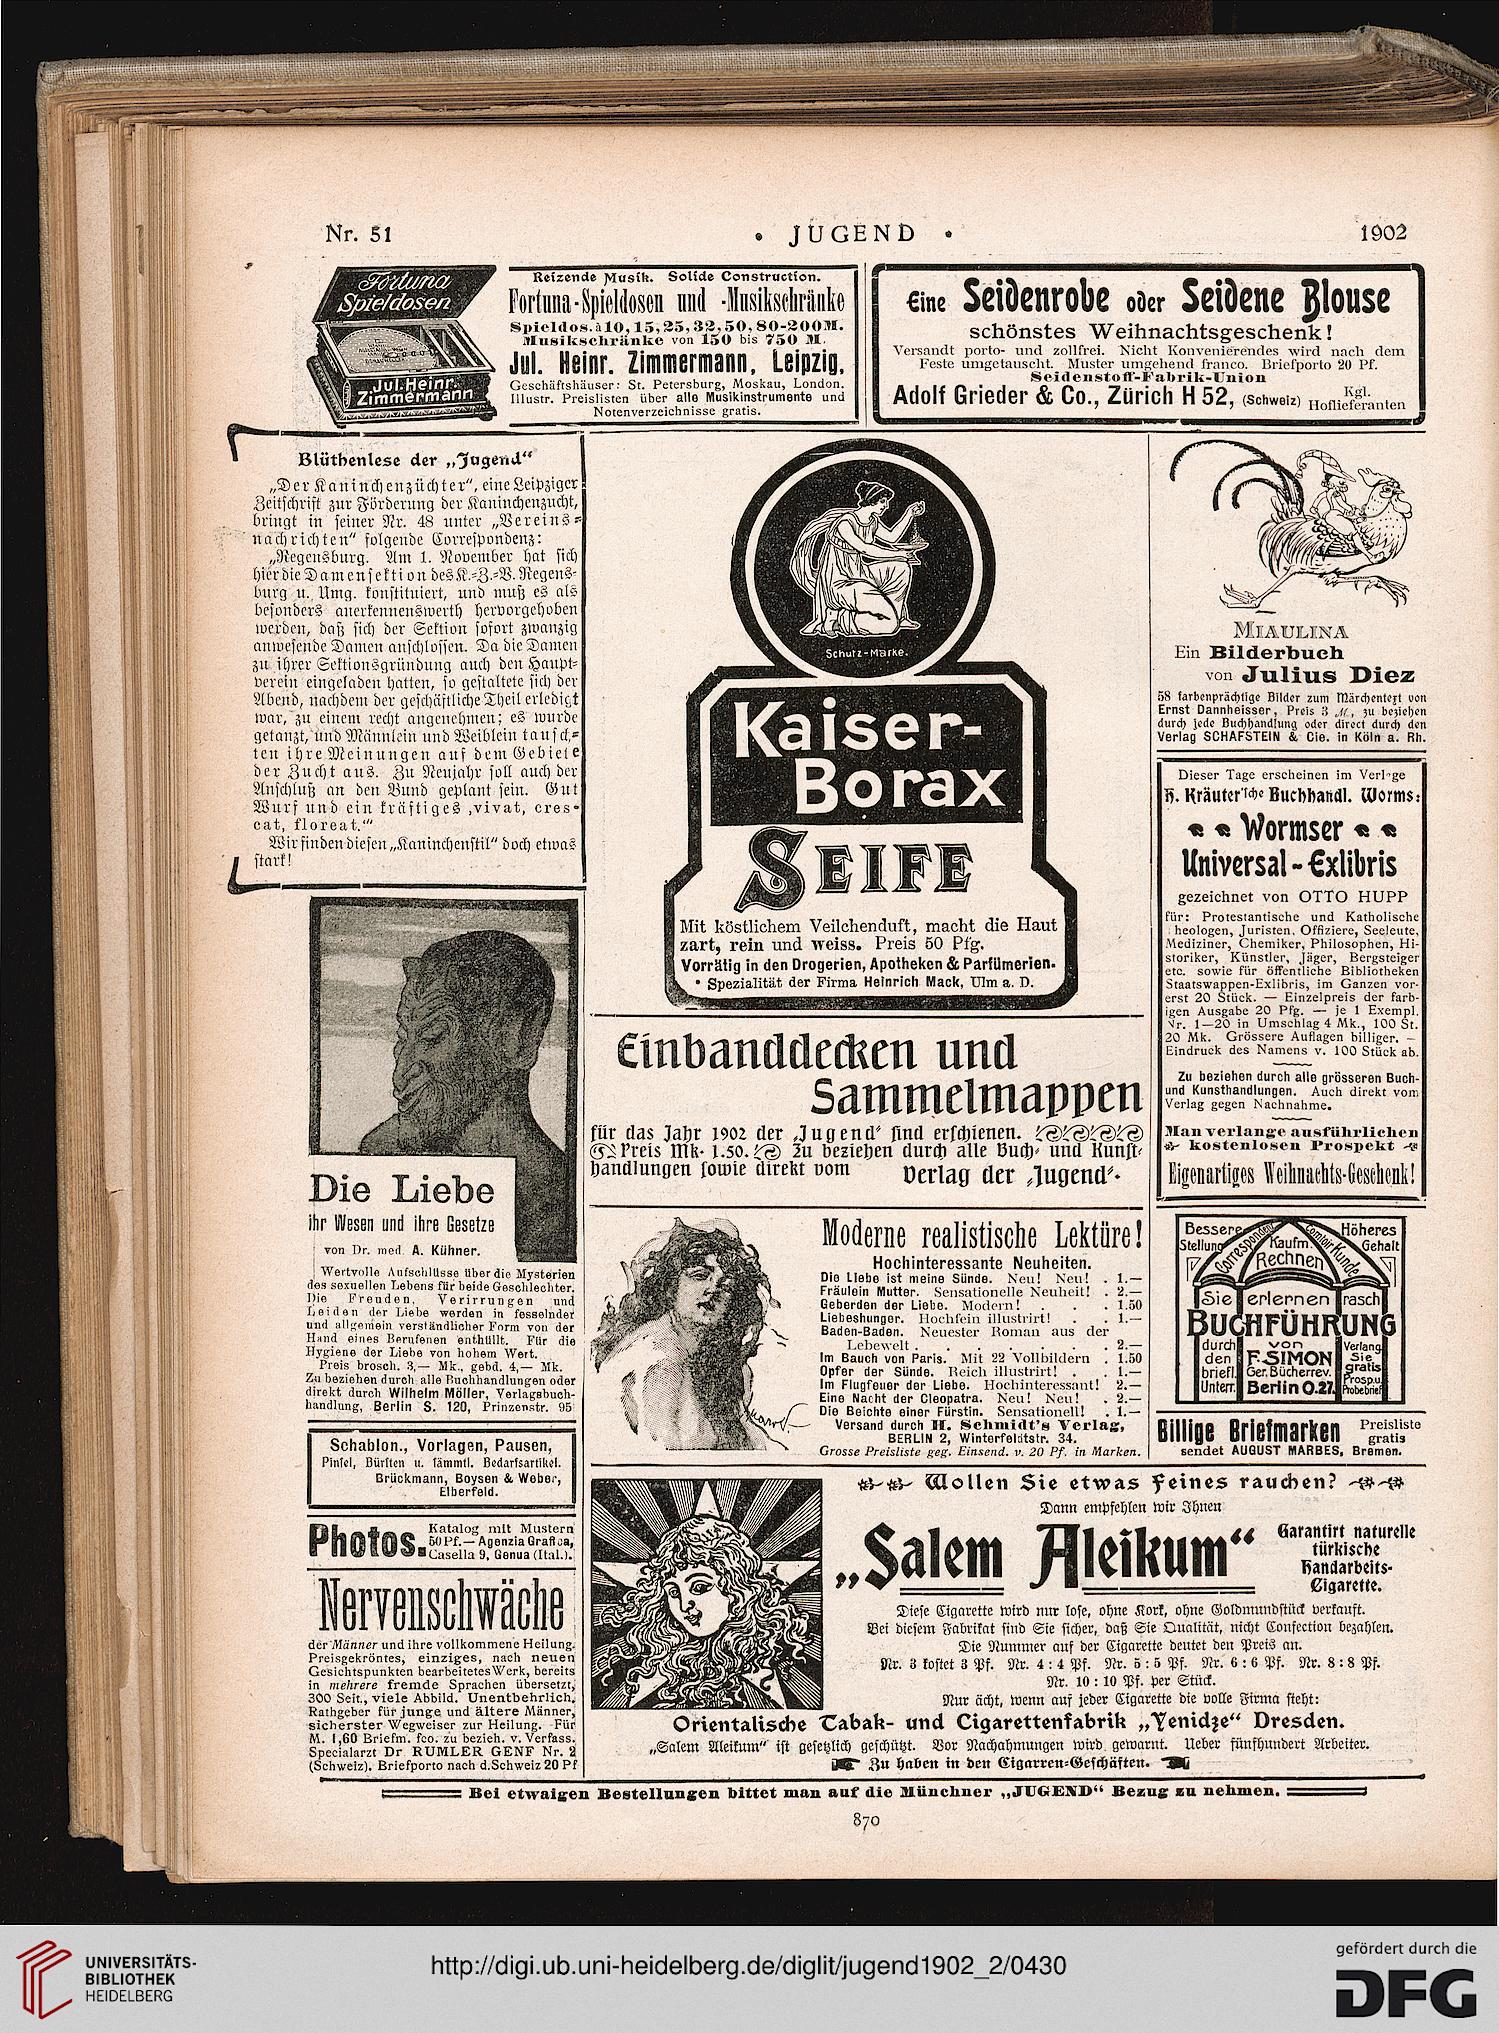 Nr. 51
• JUGEND •
1902
Fortuna
Spieldosen
Jul. Heinr.
Zimmermann
Reizende Musik. Solide Construction.
Fortuna-Spieldosen und -Musikschränke
Spieldos. à 10, 15, 25, 32, 50, 80-200 M.
Musikschränke von 150 bis 750 M.
Jul. Heinr. Zimmermann, Leipzig,
Geschäftshäuser: St. Petersburg, Moskau, London.
Illustr. Preislisten über alle Musikinstrumente und
Notenverzeichnisse gratis.
Eine Seidenrobe oder Seidene Blouse
schönstes Weihnachtsgeschenk!
Versandt porto- und zollfrei. Nicht Konvenierendes wird nach dem
Feste umgetauscht. Muster umgehend franco. Briefporto 20 Pf.
Seidenstoff-Fabrik-Union
Adolf Grieder & Co., Zürich H 52, (Schweiz) Kgl.
Hoflieferanten
Blüthenlese der „Jugend“
„Der Kaninchenzüchter“, eine Leipziger
Zeitschrift zur Förderung der Kaninchenzucht,
bringt in seiner Nr. 48 unter „Vereins=
nachrichten“ folgende Correspondenz:
„Regensburg. Am 1. November hat sich
hier die Damensektion des K.=Z.=V. Regens=
burg u. Umg. konstituiert, und muß es als
besonders anerkennenswerth hervorgehoben
werden, daß sich der Sektion sofort zwanzig
anwesende Damen anschlossen. Da die Damen
zu ihrer Sektionsgründung auch den Haupt=
verein eingeladen hatten, so gestaltete sich der
Abend, nachdem der geschäftliche Theil erledigt
war, zu einem recht angenehmen; es wurde
getanzt, und Männlein und Weiblein tausch=
ten ihre Meinungen auf dem Gebiete
der Zucht aus. Zu Neujahr soll auch der
Anschluß an den Bund geplant sein. Gut
Wurf und ein kräftiges ‚vivat, cres-
cat, floreat.‘“
Wir finden diesen „Kaninchenstil“ doch etwas
stark!
Die Liebe
ihr Wesen und ihre Gesetze
von Dr. med. A. Kühner.
Wertvolle Aufschlüsse über die Mysterien
des sexuellen Lebens für beide Geschlechter.
Die Freuden, Verirrungen und
Leiden der Liebe werden in fesselnder
und allgemein verständlicher Form von der
Hand eines Berufenen enthüllt. Für die
Hygiene der Liebe von hohem Wert.
Preis brosch. 3,— Mk., gebd. 4,— Mk.
Zu beziehen durch alle Buchhandlungen oder
direkt durch Wilhelm Möller, Verlagsbuch-
handlung, Berlin S. 120, Prinzenstr. 95
Schablon., Vorlagen, Pausen,
Pinsel, Bürsten u. sämmtl. Bedarfsartikel.
Brückmann, Boysen & Weber,
Elberfeld.
Photos.
Katalog mit Mustern
50 Pf. — Agenzia Grafica,
Casella 9, Genua (Ital.).
Nervenschwäche
der Männer und ihre vollkommene Heilung.
Preisgekröntes, einziges, nach neuen
Gesichtspunkten bearbeitetes Werk, bereits
in mehrere fremde Sprachen übersetzt,
300 Seit., viele Abbild. Unentbehrlich,
Rathgeber für junge und ältere Männer,
sicherster Wegweiser zur Heilung. Für
M. 1,60 Briefm. fco. zu bezieh. v. Verfass.
Specialarzt Dr RUMLER GENF Nr. 2
(Schweiz). Briefporto nach d. Schweiz 20 Pf
Schutz-Marke.
Kaiser-
Borax
SEIFE
Mit köstlichem Veilchenduft, macht die Haut
zart, rein und weiss. Preis 50 Pfg.
Vorrätig in den Drogerien, Apotheken & Parfümerien.
• Spezialität der Firma Heinrich Mack, Ulm a. D.
Einbanddecken und
Sammelmappen
für das Jahr 1902 der „Jugend“ sind erschienen.
Preis Mk. 1.50. Zu beziehen durch alle Buch- und Kunst-
handlungen sowie direkt vom Verlag der „Jugend“.
Moderne realistische Lektüre!
Hochinteressante Neuheiten.
Die Liebe ist meine Sünde. Neu! Neu! . 1.—
Fräulein Mutter. Sensationelle Neuheit! . 2.—
Geberden der Liebe. Modern! . . . 1.50
Liebeshunger. Hochfein illustrirt! . . 1.—
Baden-Baden. Neuester Roman aus der
Lebewelt . . . . . . . 2.—
Im Bauch von Paris. Mit 22 Vollbildern . 1.50
Opfer der Sünde. Reich illustrirt! . . 1.—
Im Flugfeuer der Liebe. Hochinteressant! 2.—
Eine Nacht der Cleopatra. Neu! Neu! . 2.—
Die Beichte einer Fürstin. Sensationell! . 1.—
Versand durch H. Schmidt's Verlag,
BERLIN 2, Winterfeldtstr. 34.
Grosse Preisliste geg. Einsend. v. 20 Pf. in Marken.
MIAULINA
Ein Bilderbuch
von Julius Diez
58 farbenprächtige Bilder zum Märchentext von
Ernst Dannheisser, Preis 3 M., zu beziehen
durch jede Buchhandlung oder direct durch den
Verlag SCHAFSTEIN & Cie. in Köln a. Rh.
Dieser Tage erscheinen im Verlage
H. Kräuter'sche Buchhandl. Worms:
Wormser
Universal-Exlibris
gezeichnet von OTTO HUPP
für: Protestantische und Katholische
heologen, Juristen, Offiziere, Seeleute,
Mediziner, Chemiker, Philosophen, Hi-
storiker, Künstler, Jäger, Bergsteiger
etc. sowie für öffentliche Bibliotheken
Staatswappen-Exlibris, im Ganzen vor-
erst 20 Stück. — Einzelpreis der farb-
igen Ausgabe 20 Pfg. — je 1 Exempl.
Nr. 1—20 in Umschlag 4 Mk., 100 St.
20 Mk. Grössere Auflagen billiger. —
Eindruck des Namens v. 100 Stück ab.
Zu beziehen durch alle grösseren Buch-
und Kunsthandlungen. Auch direkt vom
Verlag gegen Nachnahme.
Man verlange ausführlichen
kostenlosen Prospekt
Eigenartiges Weihnachts-Geschenk!
Bessere Stellung
Höheres Gehalt
Correspondenz
Kaufm. Rechnen
Comtoir-Kunde
Sie erlernen rasch
BUCHFÜHRUNG
durch den briefl. Unterr.
von F. SIMON
Ger. Bücherrev.
Berlin O.27.
Verlang. Sie gratis Prosp. u. Probebrief
Billige Briefmarken Preisliste gratis
sendet AUGUST MARBES, Bremen.
Wollen Sie etwas Feines rauchen?
Dann empfehlen wir Ihnen
„Salem Aleikum“
Garantirt naturelle
türkische
Handarbeits-
Cigarette.
Diese Cigarette wird nur lose, ohne Kork, ohne Goldmundstück verkauft.
Bei diesem Fabrikat sind Sie sicher, daß Sie Qualität, nicht Confection bezahlen.
Die Nummer auf der Cigarette deutet den Preis an.
Nr. 3 kostet 3 Pf. Nr. 4 : 4 Pf. Nr. 5 : 5 Pf. Nr. 6 : 6 Pf. Nr. 8 : 8 Pf.
Nr. 10 : 10 Pf. per Stück.
Nur ächt, wenn auf jeder Cigarette die volle Firma steht:
Orientalische Tabak- und Cigarettenfabrik „Yenidze“ Dresden.
„Salem Aleikum“ ist gesetzlich geschützt. Vor Nachahmungen wird gewarnt. Ueber fünfhundert Arbeiter.
Zu haben in den Cigarren=Geschäften.
Bei etwaigen Bestellungen bittet man auf die Münchner „JUGEND“ Bezug zu nehmen.
870
UNIVERSITÄTS-
BIBLIOTHEK
HEIDELBERG
http://digi.ub.uni-heidelberg.de/diglit/jugend1902_2/0430
gefördert durch die
DFG